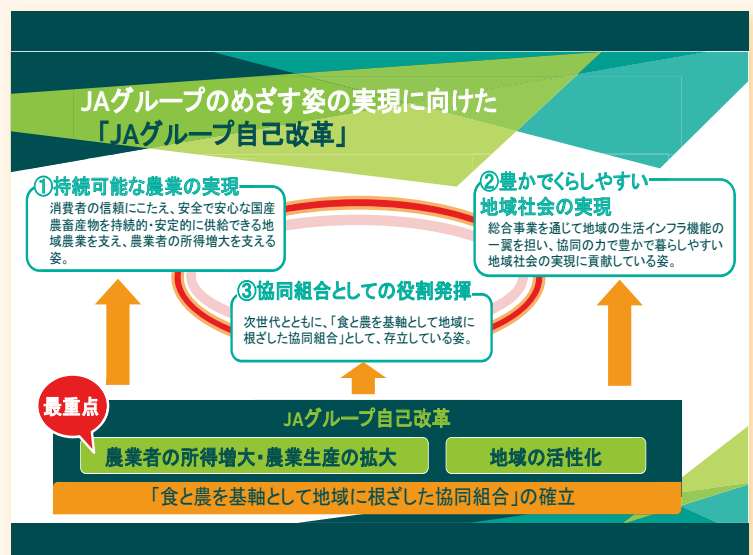 JAグループのめざす姿の実現に向けた
「JAグループ自己改革」
①持続可能な農業の実現
消費者の信頼にこたえ、安全で安心な国産
農畜産物を持続的・安定的に供給できる地
域農業を支え、農業者の所得増大を支える
姿。
②豊かでくらしやすい
地域社会の実現
総合事業を通じて地域の生活インフラ機能の
一翼を担い、協同の力で豊かで暮らしやすい
地域社会の実現に貢献している姿。
③協同組合としての役割発揮
次世代とともに、「食と農を基軸として地域に
根ざした協同組合」として、存立している姿。
最重点
JAグループ自己改革
農業者の所得増大・農業生産の拡大
地域の活性化
「食と農を基軸として地域に根ざした協同組合」の確立